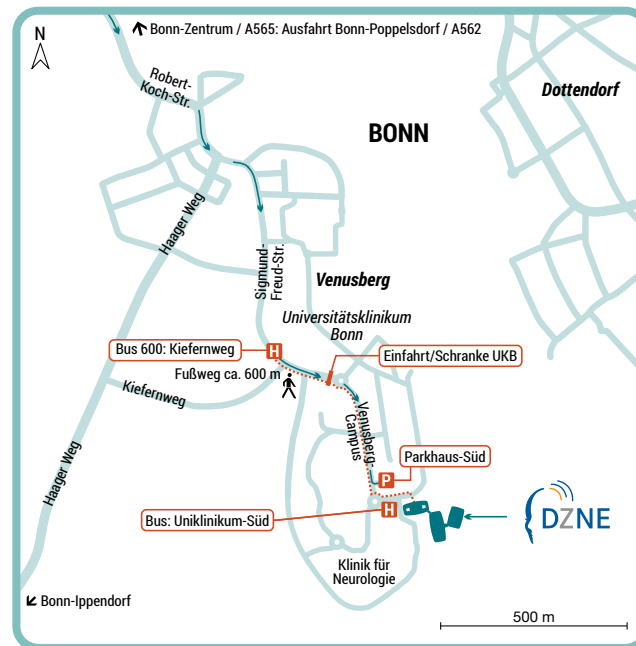 Bonn-Zentrum / A565: Ausfahrt Bonn-Poppelsdorf / A562
N
Robert-
Koch-Str.
Dottendorf
BONN
Haager Weg
Sigmund-
Freud-Str.
Venusberg
Universitätsklinikum
Bonn
Bus 600: Kiefernweg
H
Einfahrt/Schranke UKB
Fußweg ca. 600 m
Kiefernweg
Venusberg-
Campus
Haager Weg
Parkhaus-Süd
P
Bus: Uniklinikum-Süd
H
DZNE
Klinik für
Neurologie
Bonn-Ippendorf
500 m